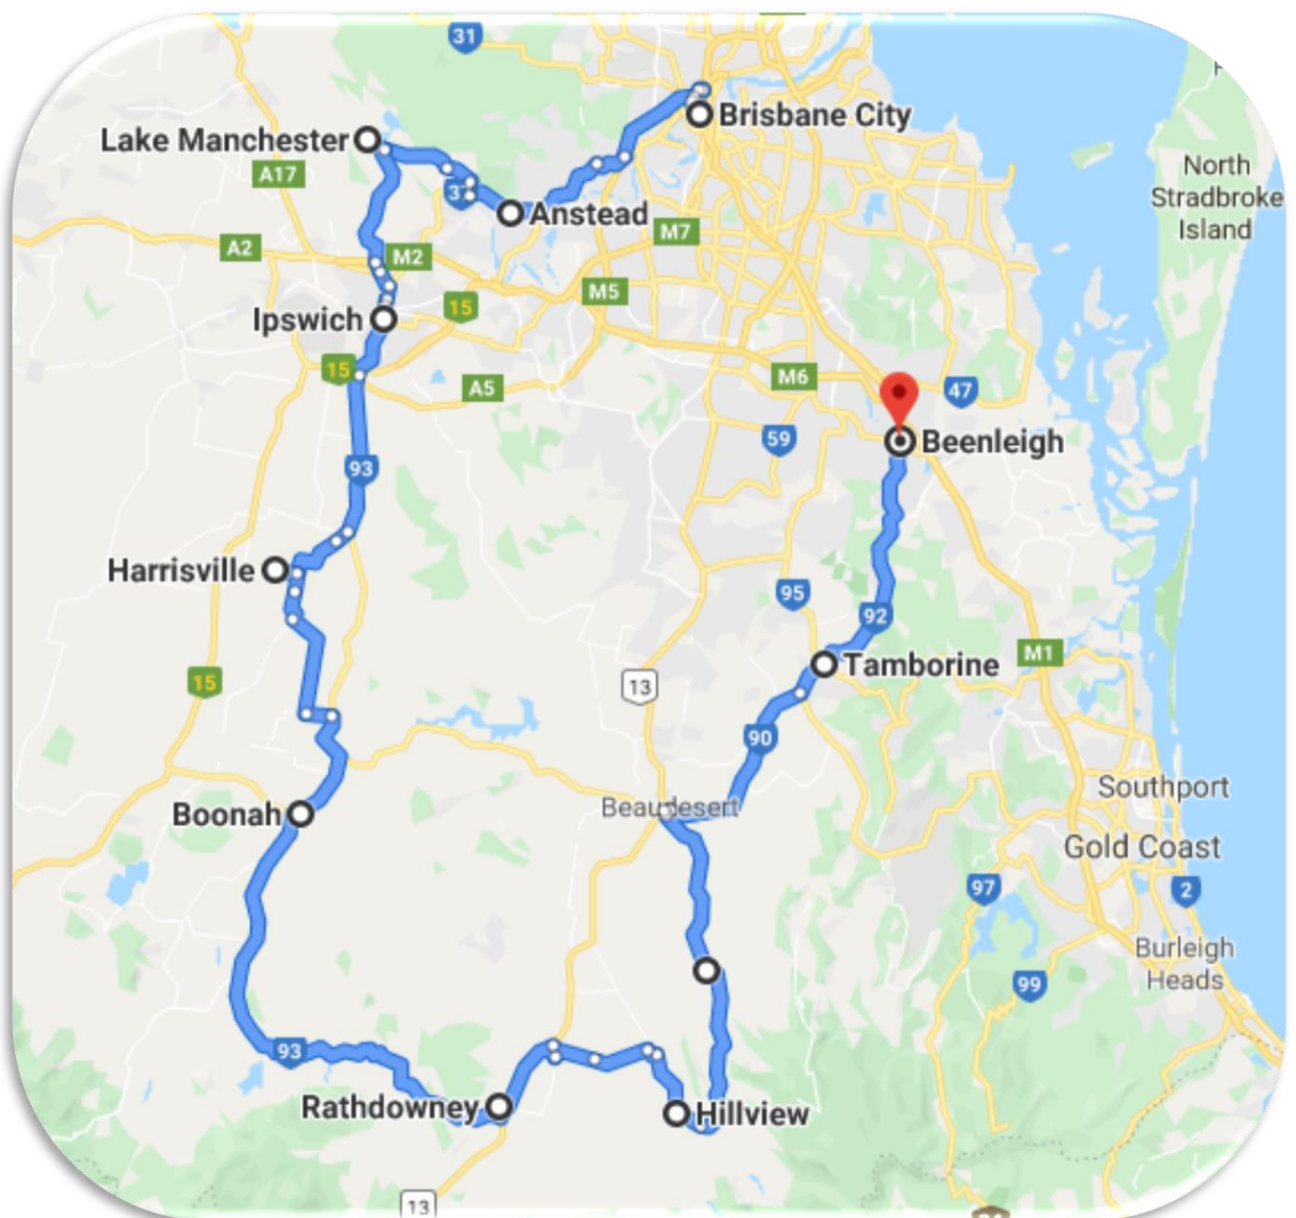 31
Brisbane City
Lake Manchester
A17
North
Stradbroke
Island
Anstead
M7
A2
M2
M5
15
Ipswich
15
A5
M6
47
59
Beenleigh
93
Harrisville
95
92
M1
Tamborine
15
13
90
Southport
Beaudesert
Boonah
Gold Coast
97
2
Burleigh
Heads
99
93
Rathdowney
Hillview
13